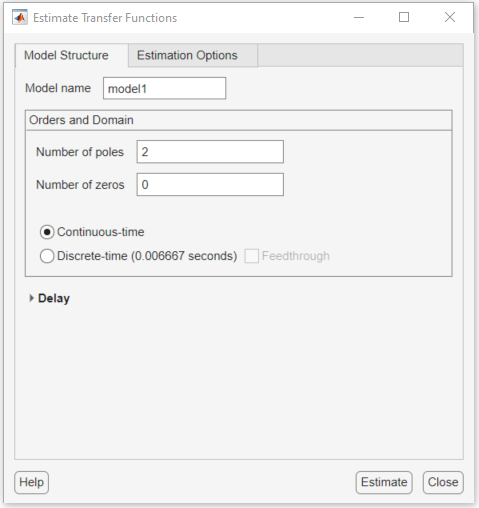 Estimate Transfer Functions
Model Structure Estimation Options
Model name model1
Orders and Domain
Number of poles 2
Number of zeros 0
Continuous-time
Discrete-time (0.006667 seconds) Feedthrough
Delay
Help Estimate Close